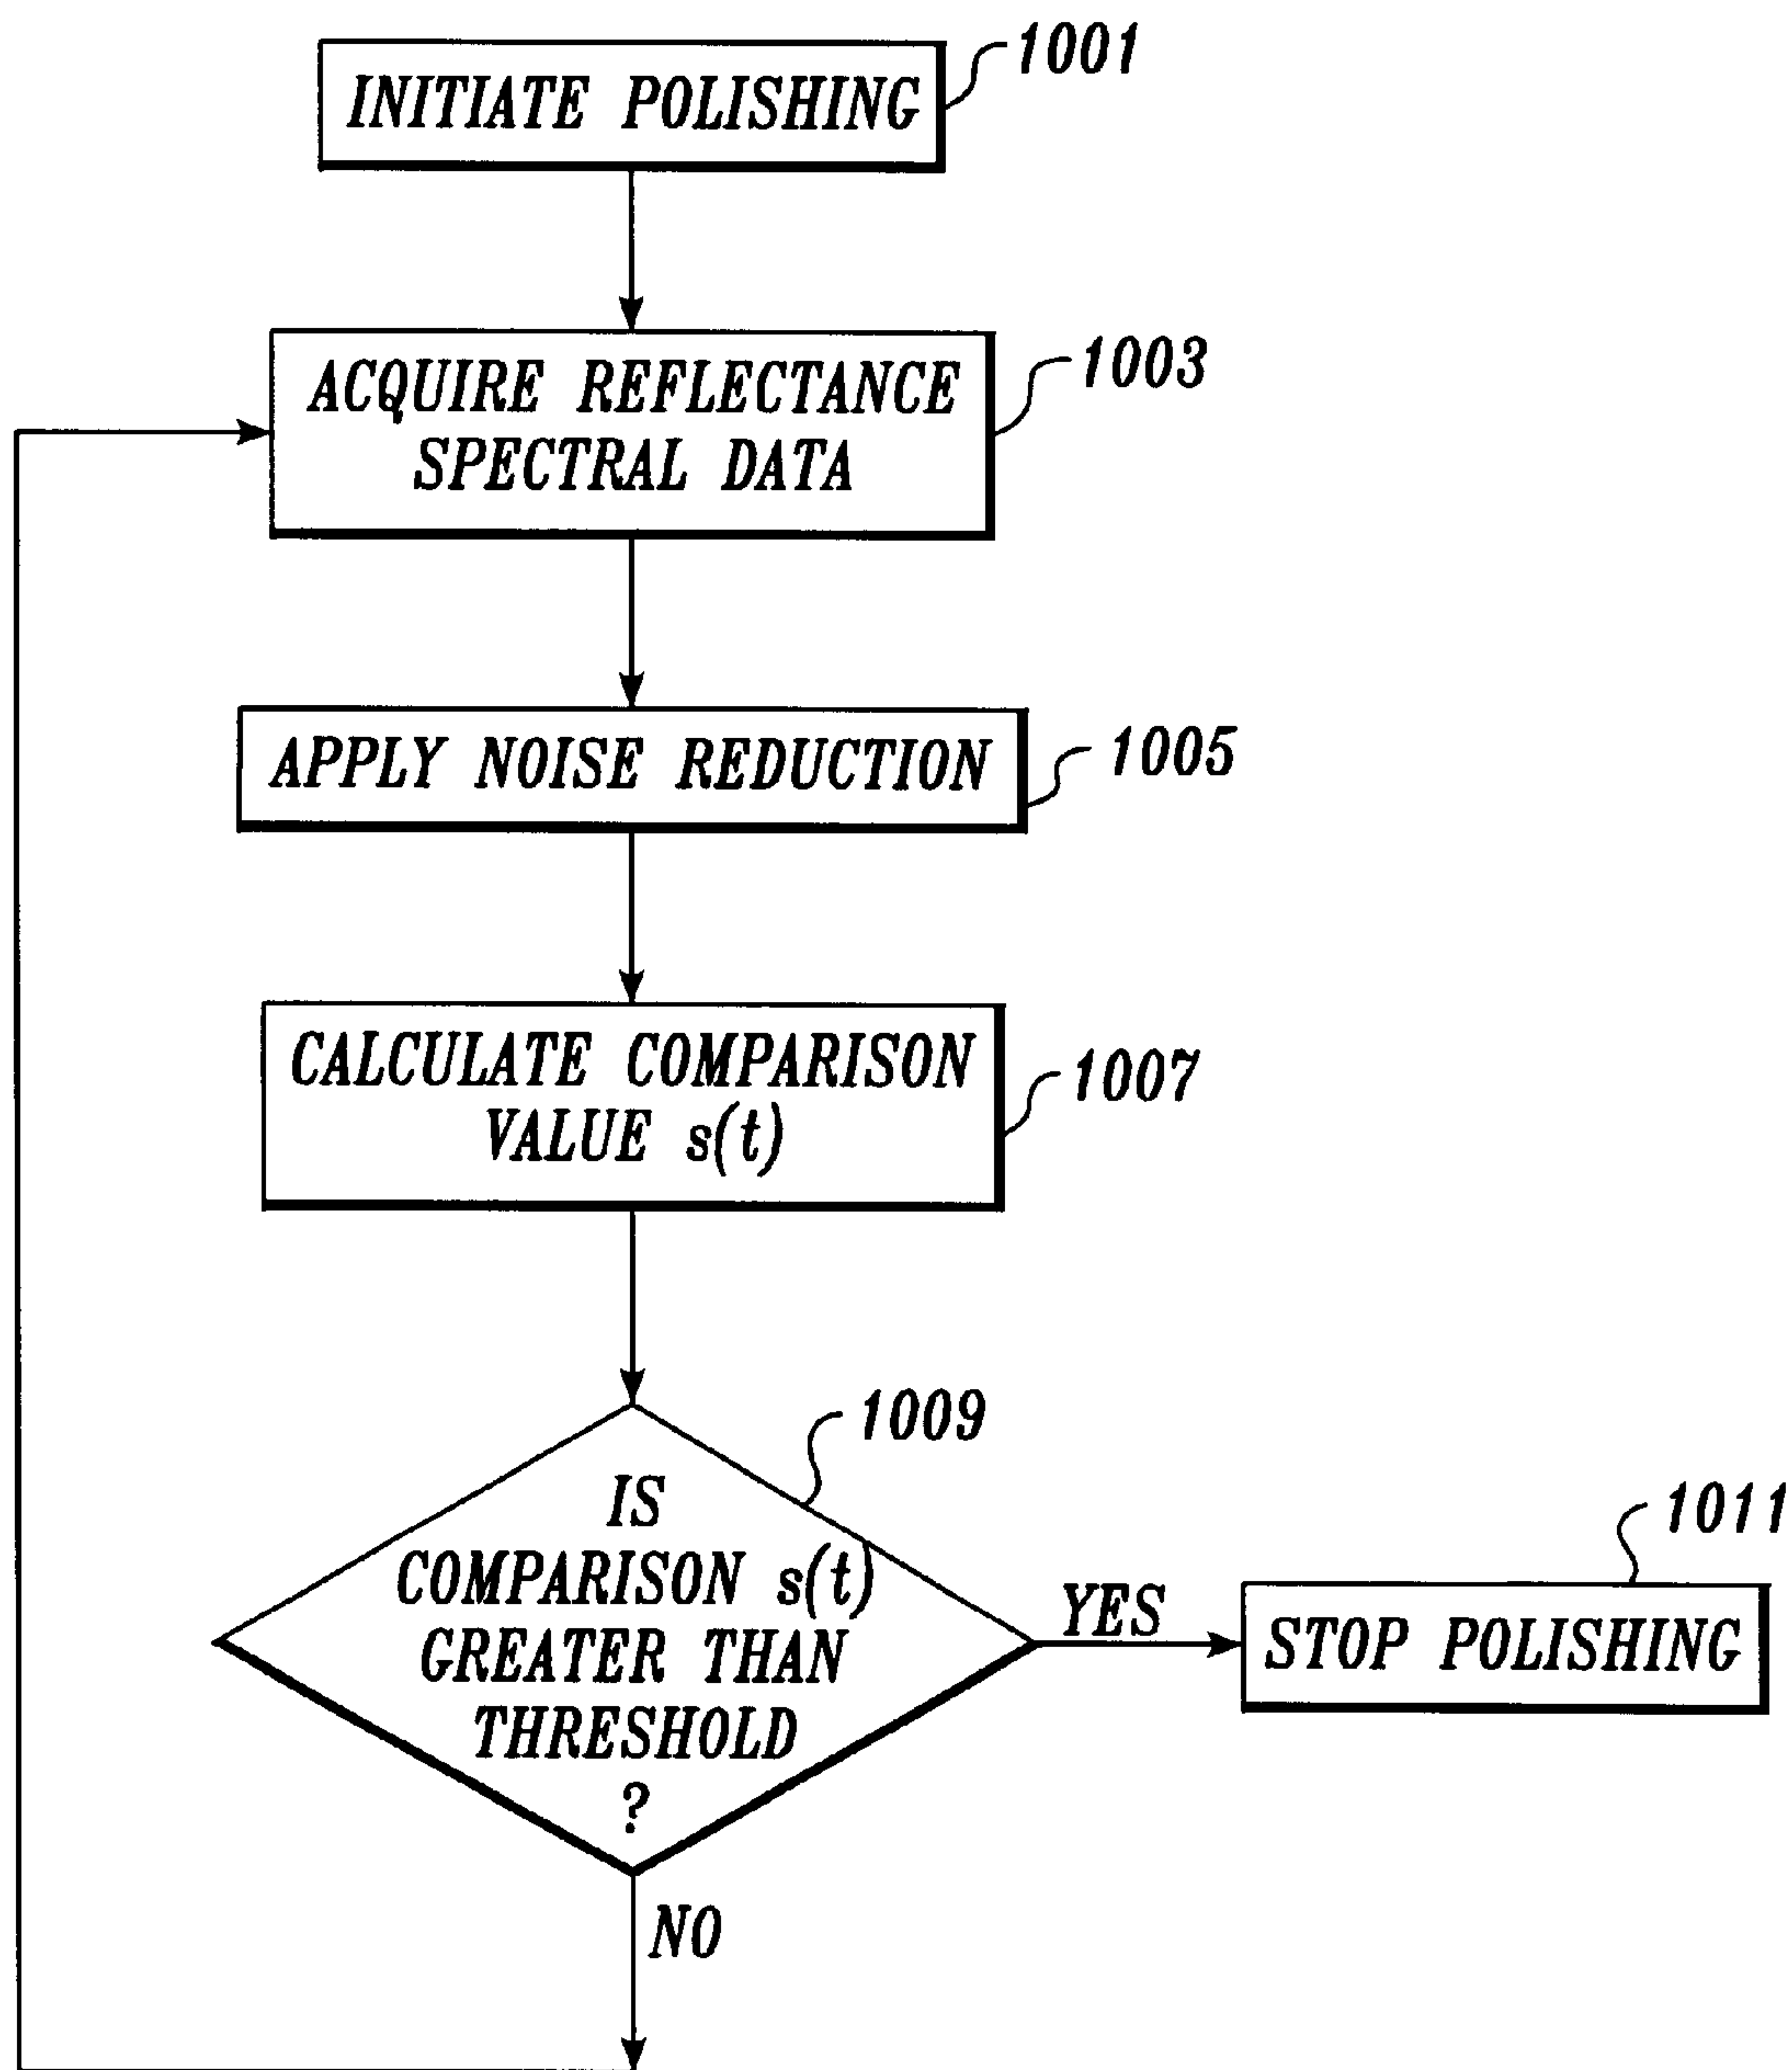 INITIATE POLISHING
1001
ACQUIRE REFLECTANCE
SPECTRAL DATA
1003
APPLY NOISE REDUCTION
1005
CALCULATE COMPARISON
VALUE s(t)
1007
1009
IS
COMPARISON s(t)
GREATER THAN
THRESHOLD
?
YES
1011
STOP POLISHING
NO